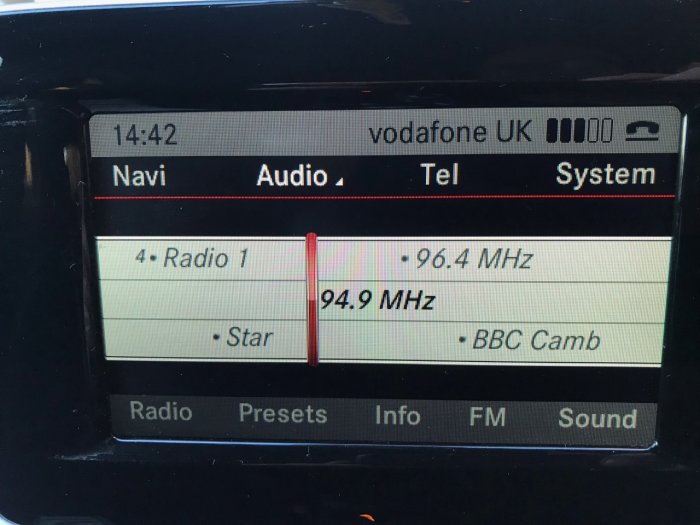 14:42 vodafone UK
Navi Audio Tel System
4• Radio 1 • 96.4 MHz
94.9 MHz
• Star • BBC Camb
Radio Presets Info FM Sound